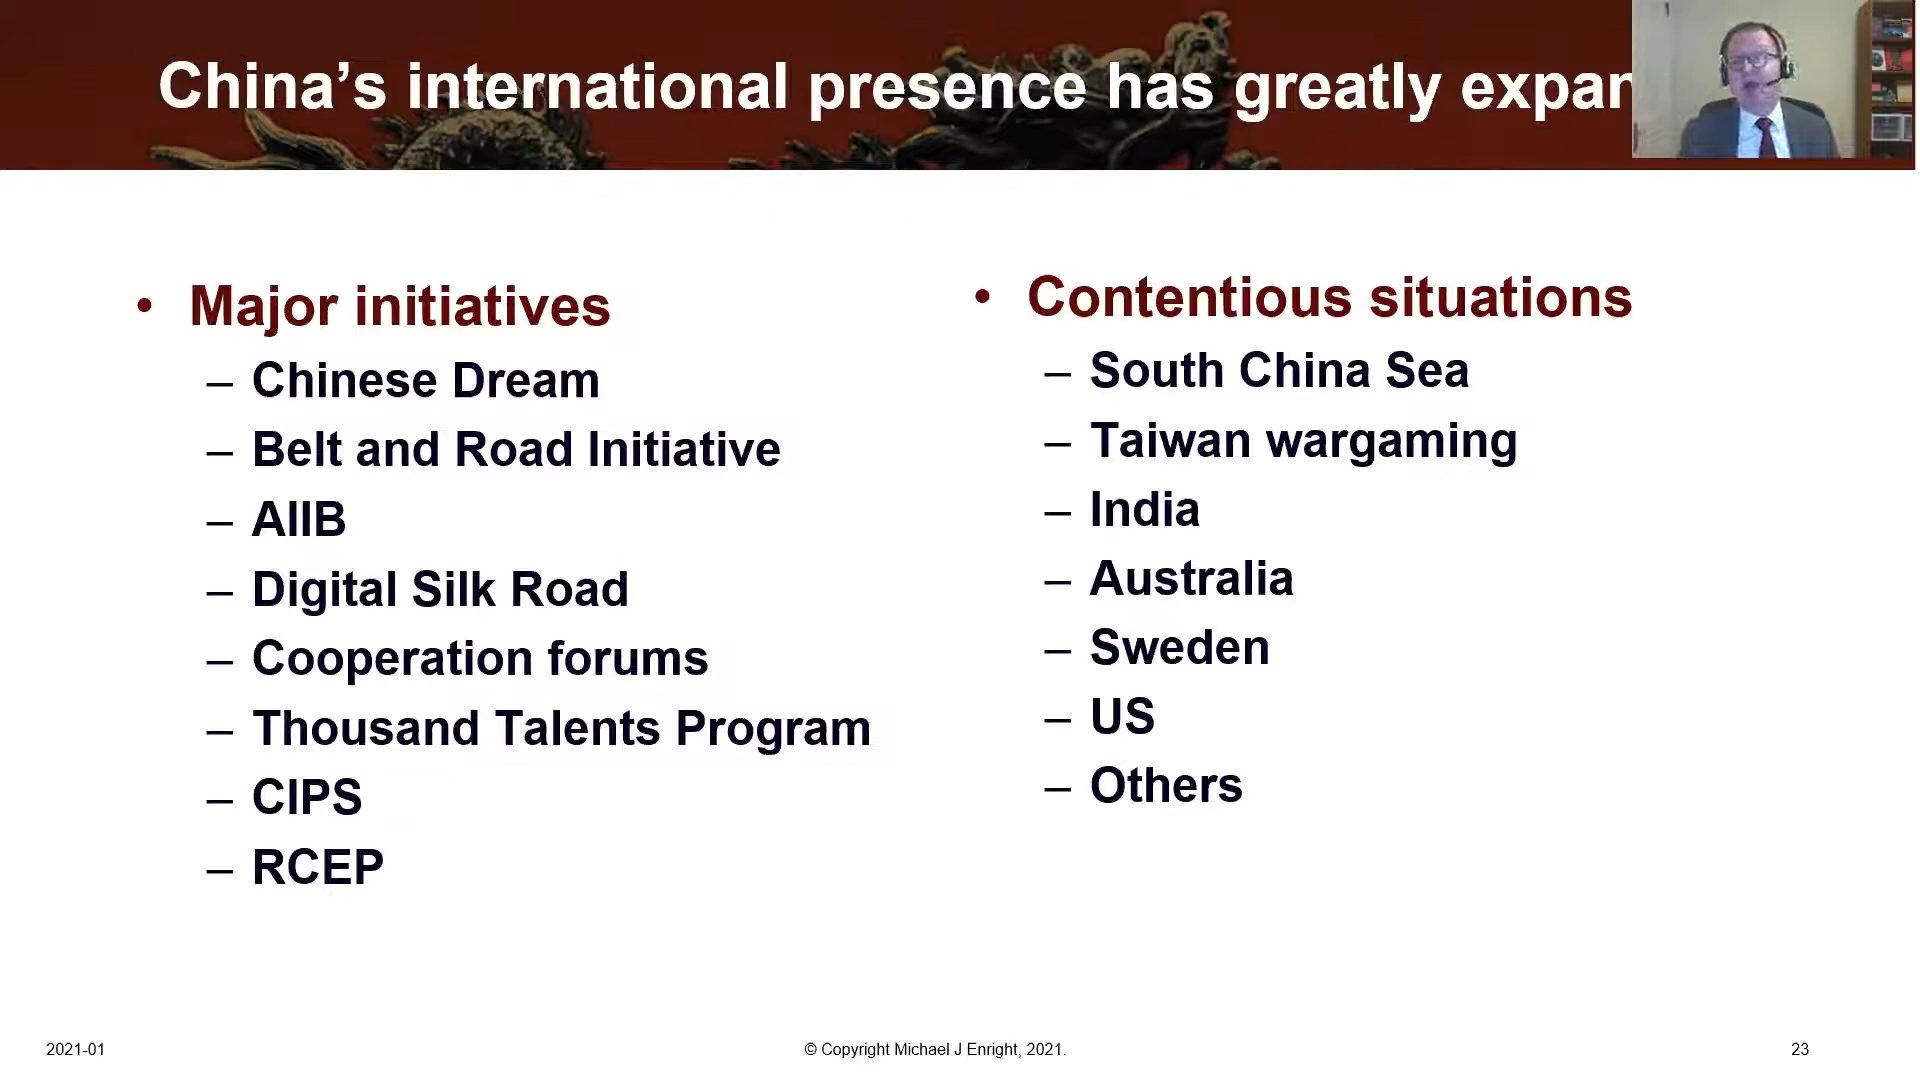 China’s international presence has greatly expan
• Major initiatives
– Chinese Dream
– Belt and Road Initiative
– AIIB
– Digital Silk Road
– Cooperation forums
– Thousand Talents Program
– CIPS
– RCEP
• Contentious situations
– South China Sea
– Taiwan wargaming
– India
– Australia
– Sweden
– US
– Others
2021-01
© Copyright Michael J Enright, 2021.
23